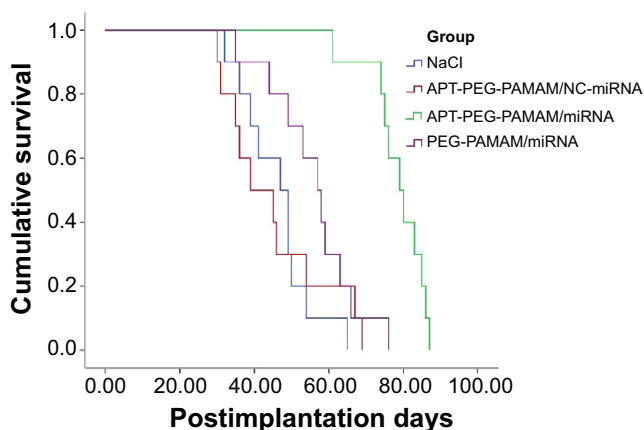 Group
NaCl
APT-PEG-PAMAM/NC-miRNA
APT-PEG-PAMAM/miRNA
PEG-PAMAM/miRNA
Cumulative survival
1.0
0.8
0.6
0.4
0.2
0.0
0.00 20.00 40.00 60.00 80.00 100.00
Postimplantation days